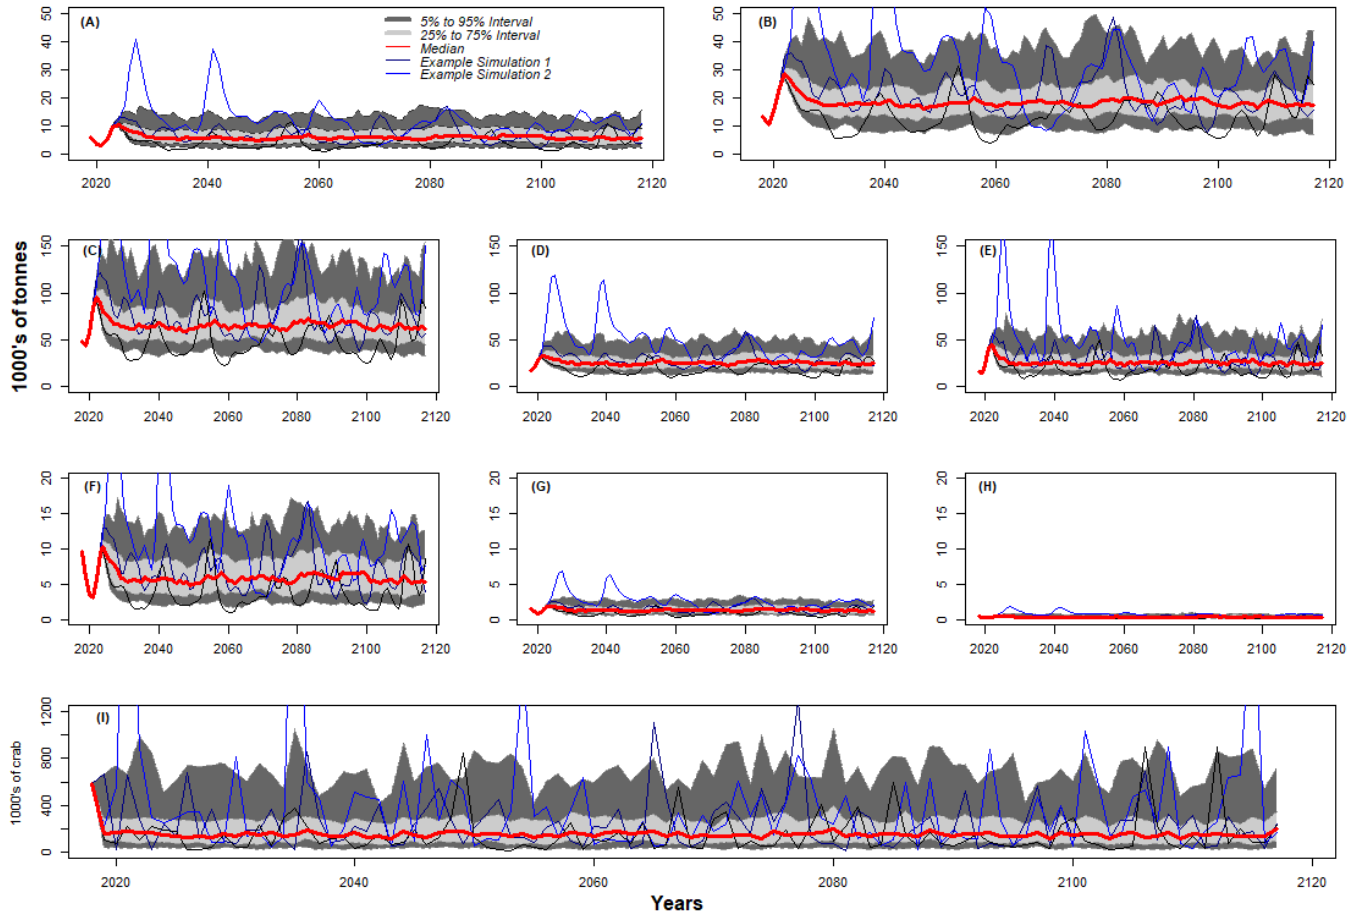 (A)
5% to 95% Interval
25% to 75% Interval
Median
Example Simulation 1
Example Simulation 2
0 10 20 30 40 50
2020 2040 2060 2080 2100 2120
(B)
0 10 20 30 40 50
2020 2040 2060 2080 2100 2120
1000's of tonnes
(C)
0 50 100 150
2020 2040 2060 2080 2100 2120
(D)
0 50 100 150
2020 2040 2060 2080 2100 2120
(E)
0 50 100 150
2020 2040 2060 2080 2100 2120
(F)
0 5 10 15 20
2020 2040 2060 2080 2100 2120
(G)
0 5 10 15 20
2020 2040 2060 2080 2100 2120
(H)
0 5 10 15 20
2020 2040 2060 2080 2100 2120
1000's of crab
(I)
0 400 800 1200
2020 2040 2060 2080 2100 2120
Years